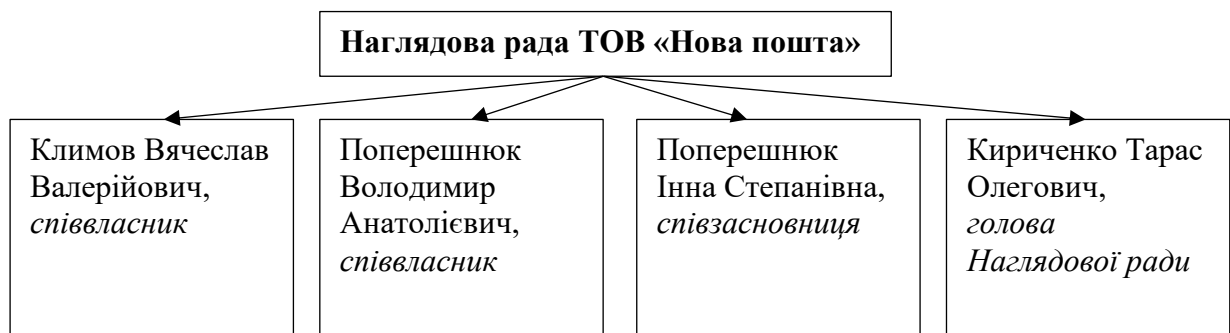 Наглядова рада ТОВ «Нова пошта»
Климов Вячеслав
Валерійович,
співвласник
Поперешнюк
Володимир
Анатолієвич,
співвласник
Поперешнюк
Інна Степанівна,
співзасновниця
Кириченко Тарас
Олегович,
голова
Наглядової ради